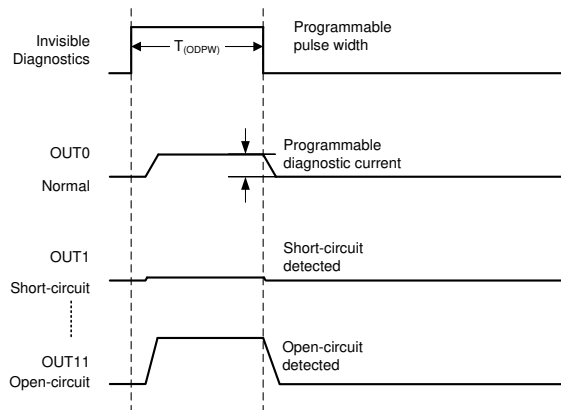 Invisible
Diagnostics
T(ODPW)
Programmable
pulse width
OUT0
Normal
Programmable
diagnostic current
OUT1
Short-circuit
Short-circuit
detected
OUT11
Open-circuit
Open-circuit
detected